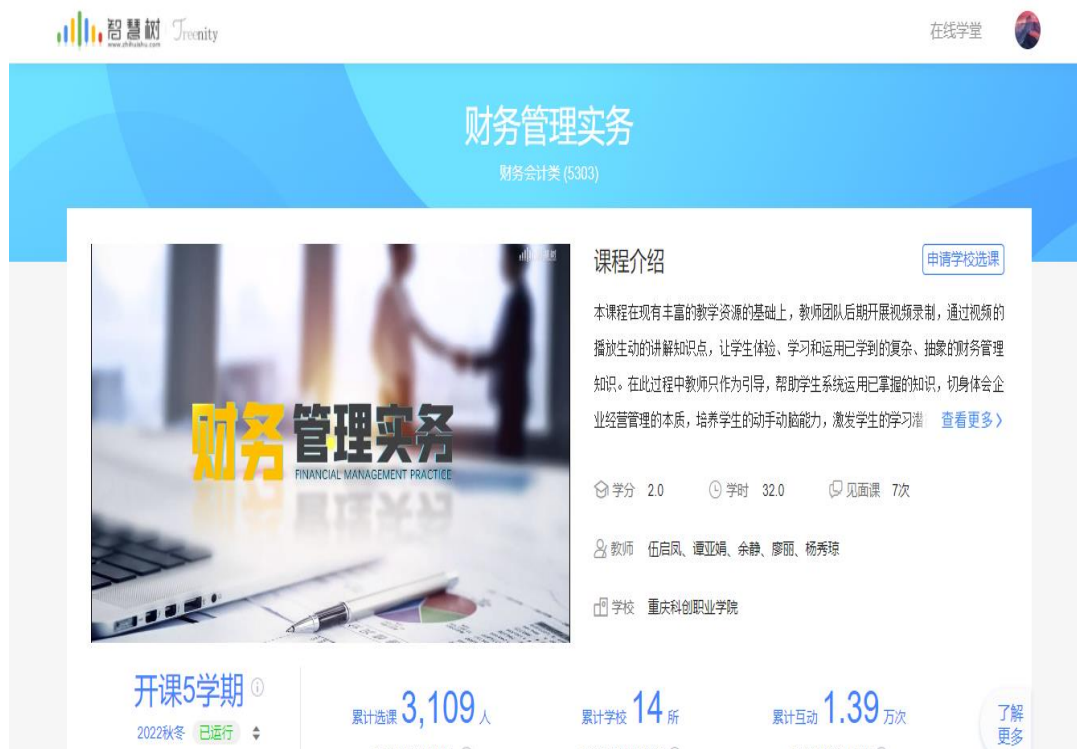 智慧树 Treenity
www.zhihuishu.com
在线学堂
财务管理实务
财务会计类 (5303)
财务管理实务
FINANCIAL MANAGEMENT PRACTICE
课程介绍
申请学校选课
本课程在现有丰富的教学资源的基础上，教师团队后期开展视频录制，通过视频的
播放生动的讲解知识点，让学生体验、学习和运用已学到的复杂、抽象的财务管理
知识。在此过程中教师只作为引导，帮助学生系统运用已掌握的知识，切身体会企
业经营管理的本质，培养学生的动手动脑能力，激发学生的学习潜 查看更多>
学分 2.0 学时 32.0 见面课 7次
教师 伍启凤、谭亚娟、余静、廖丽、杨秀琼
学校 重庆科创职业学院
开课5学期
2022秋冬 已运行
累计选课 3,109 人
累计学校 14 所
累计互动 1.39 万次
了解
更多